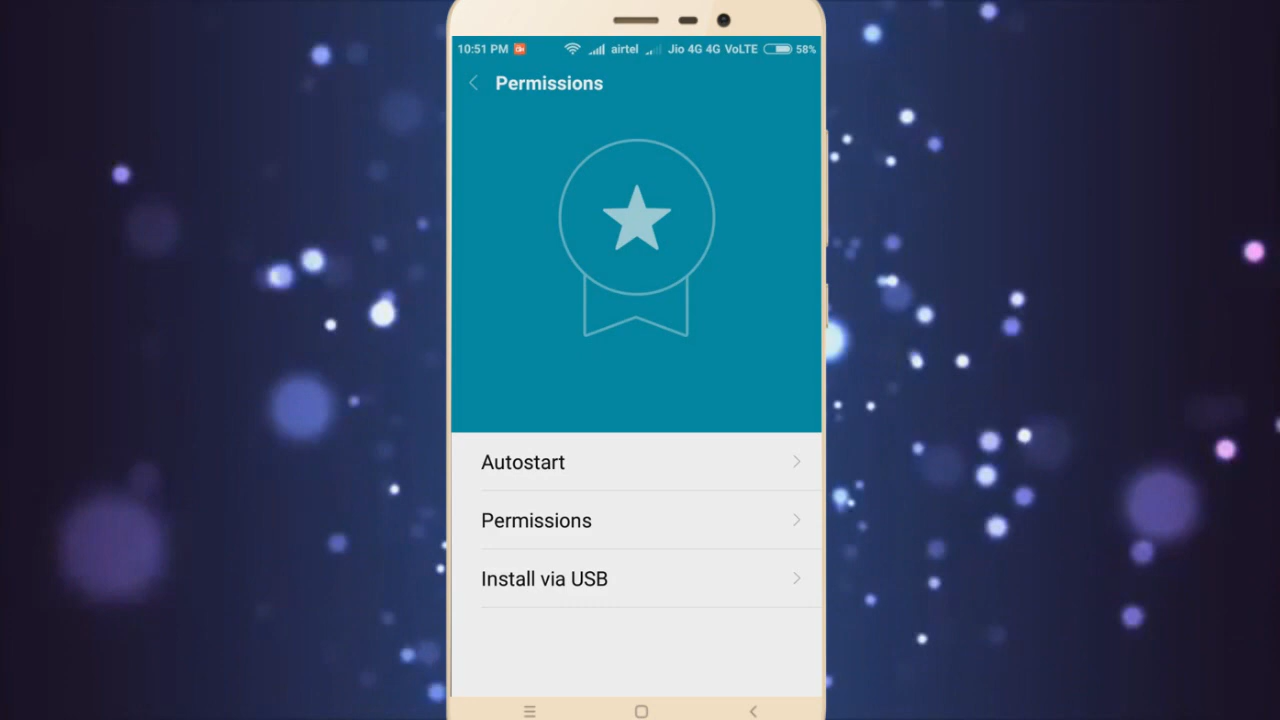 10:51 PM airtel Jio 4G 4G VoLTE 58%
Permissions
Autostart
Permissions
Install via USB